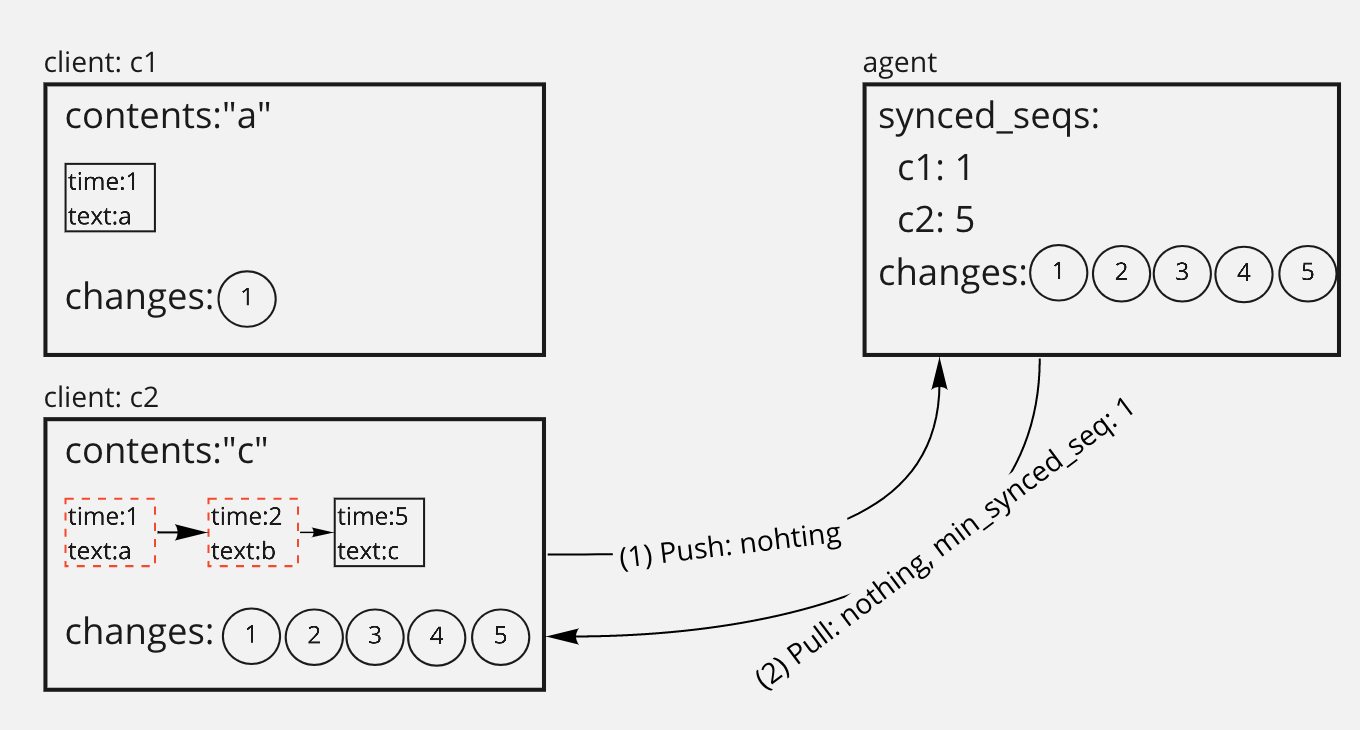 client: c1
contents:"a"
time:1
text:a
changes: 1
agent
synced_seqs:
c1: 1
c2: 5
changes: 1 2 3 4 5
client: c2
contents:"c"
time:1
text:a
time:2
text:b
time:5
text:c
changes: 1 2 3 4 5
(1) Push: nohting
(2) Pull: nothing, min_synced_seq: 1